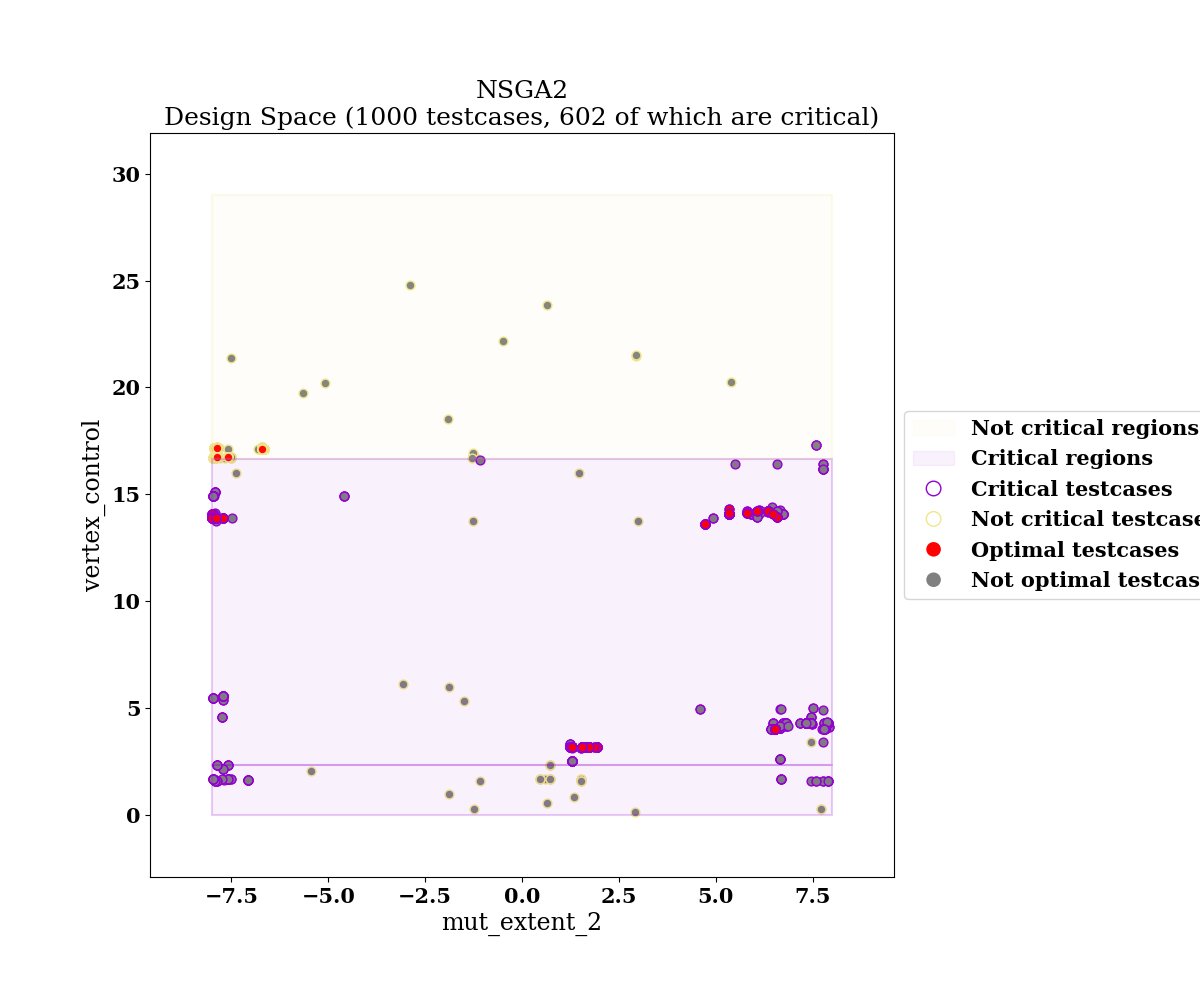 NSGA2
Design Space (1000 testcases, 602 of which are critical)
30
25
20
15
10
5
0
vertex_control
−7.5
−5.0
−2.5
0.0
2.5
5.0
7.5
mut_extent_2
Not critical regions
Critical regions
Critical testcases
Not critical testcase
Optimal testcases
Not optimal testcas